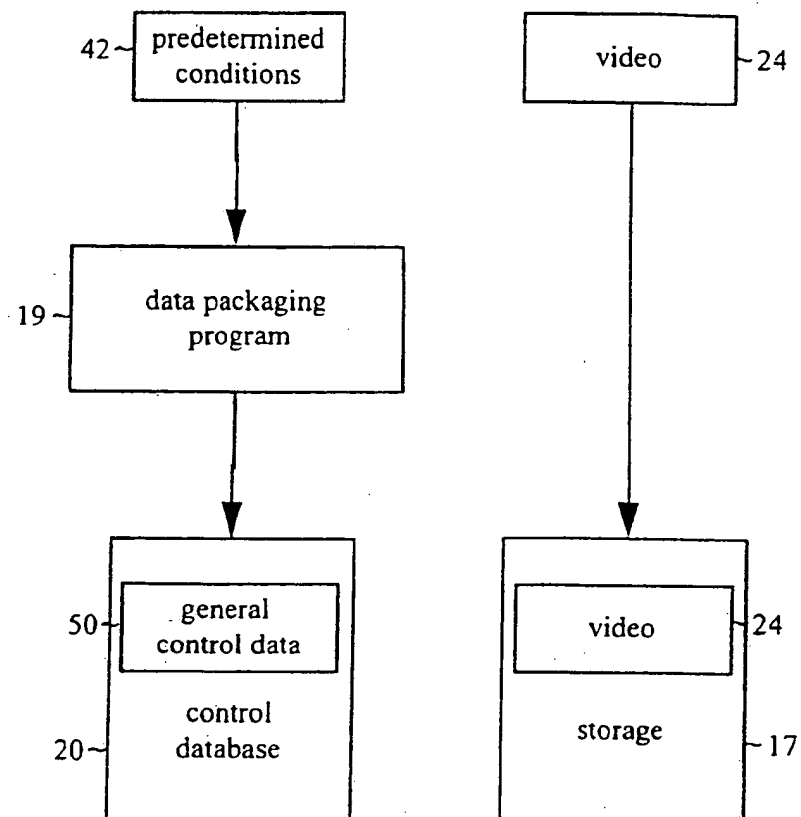 42
predetermined
conditions
video
24
19
data packaging
program
50
general
control data
video
24
20
control
database
storage
17